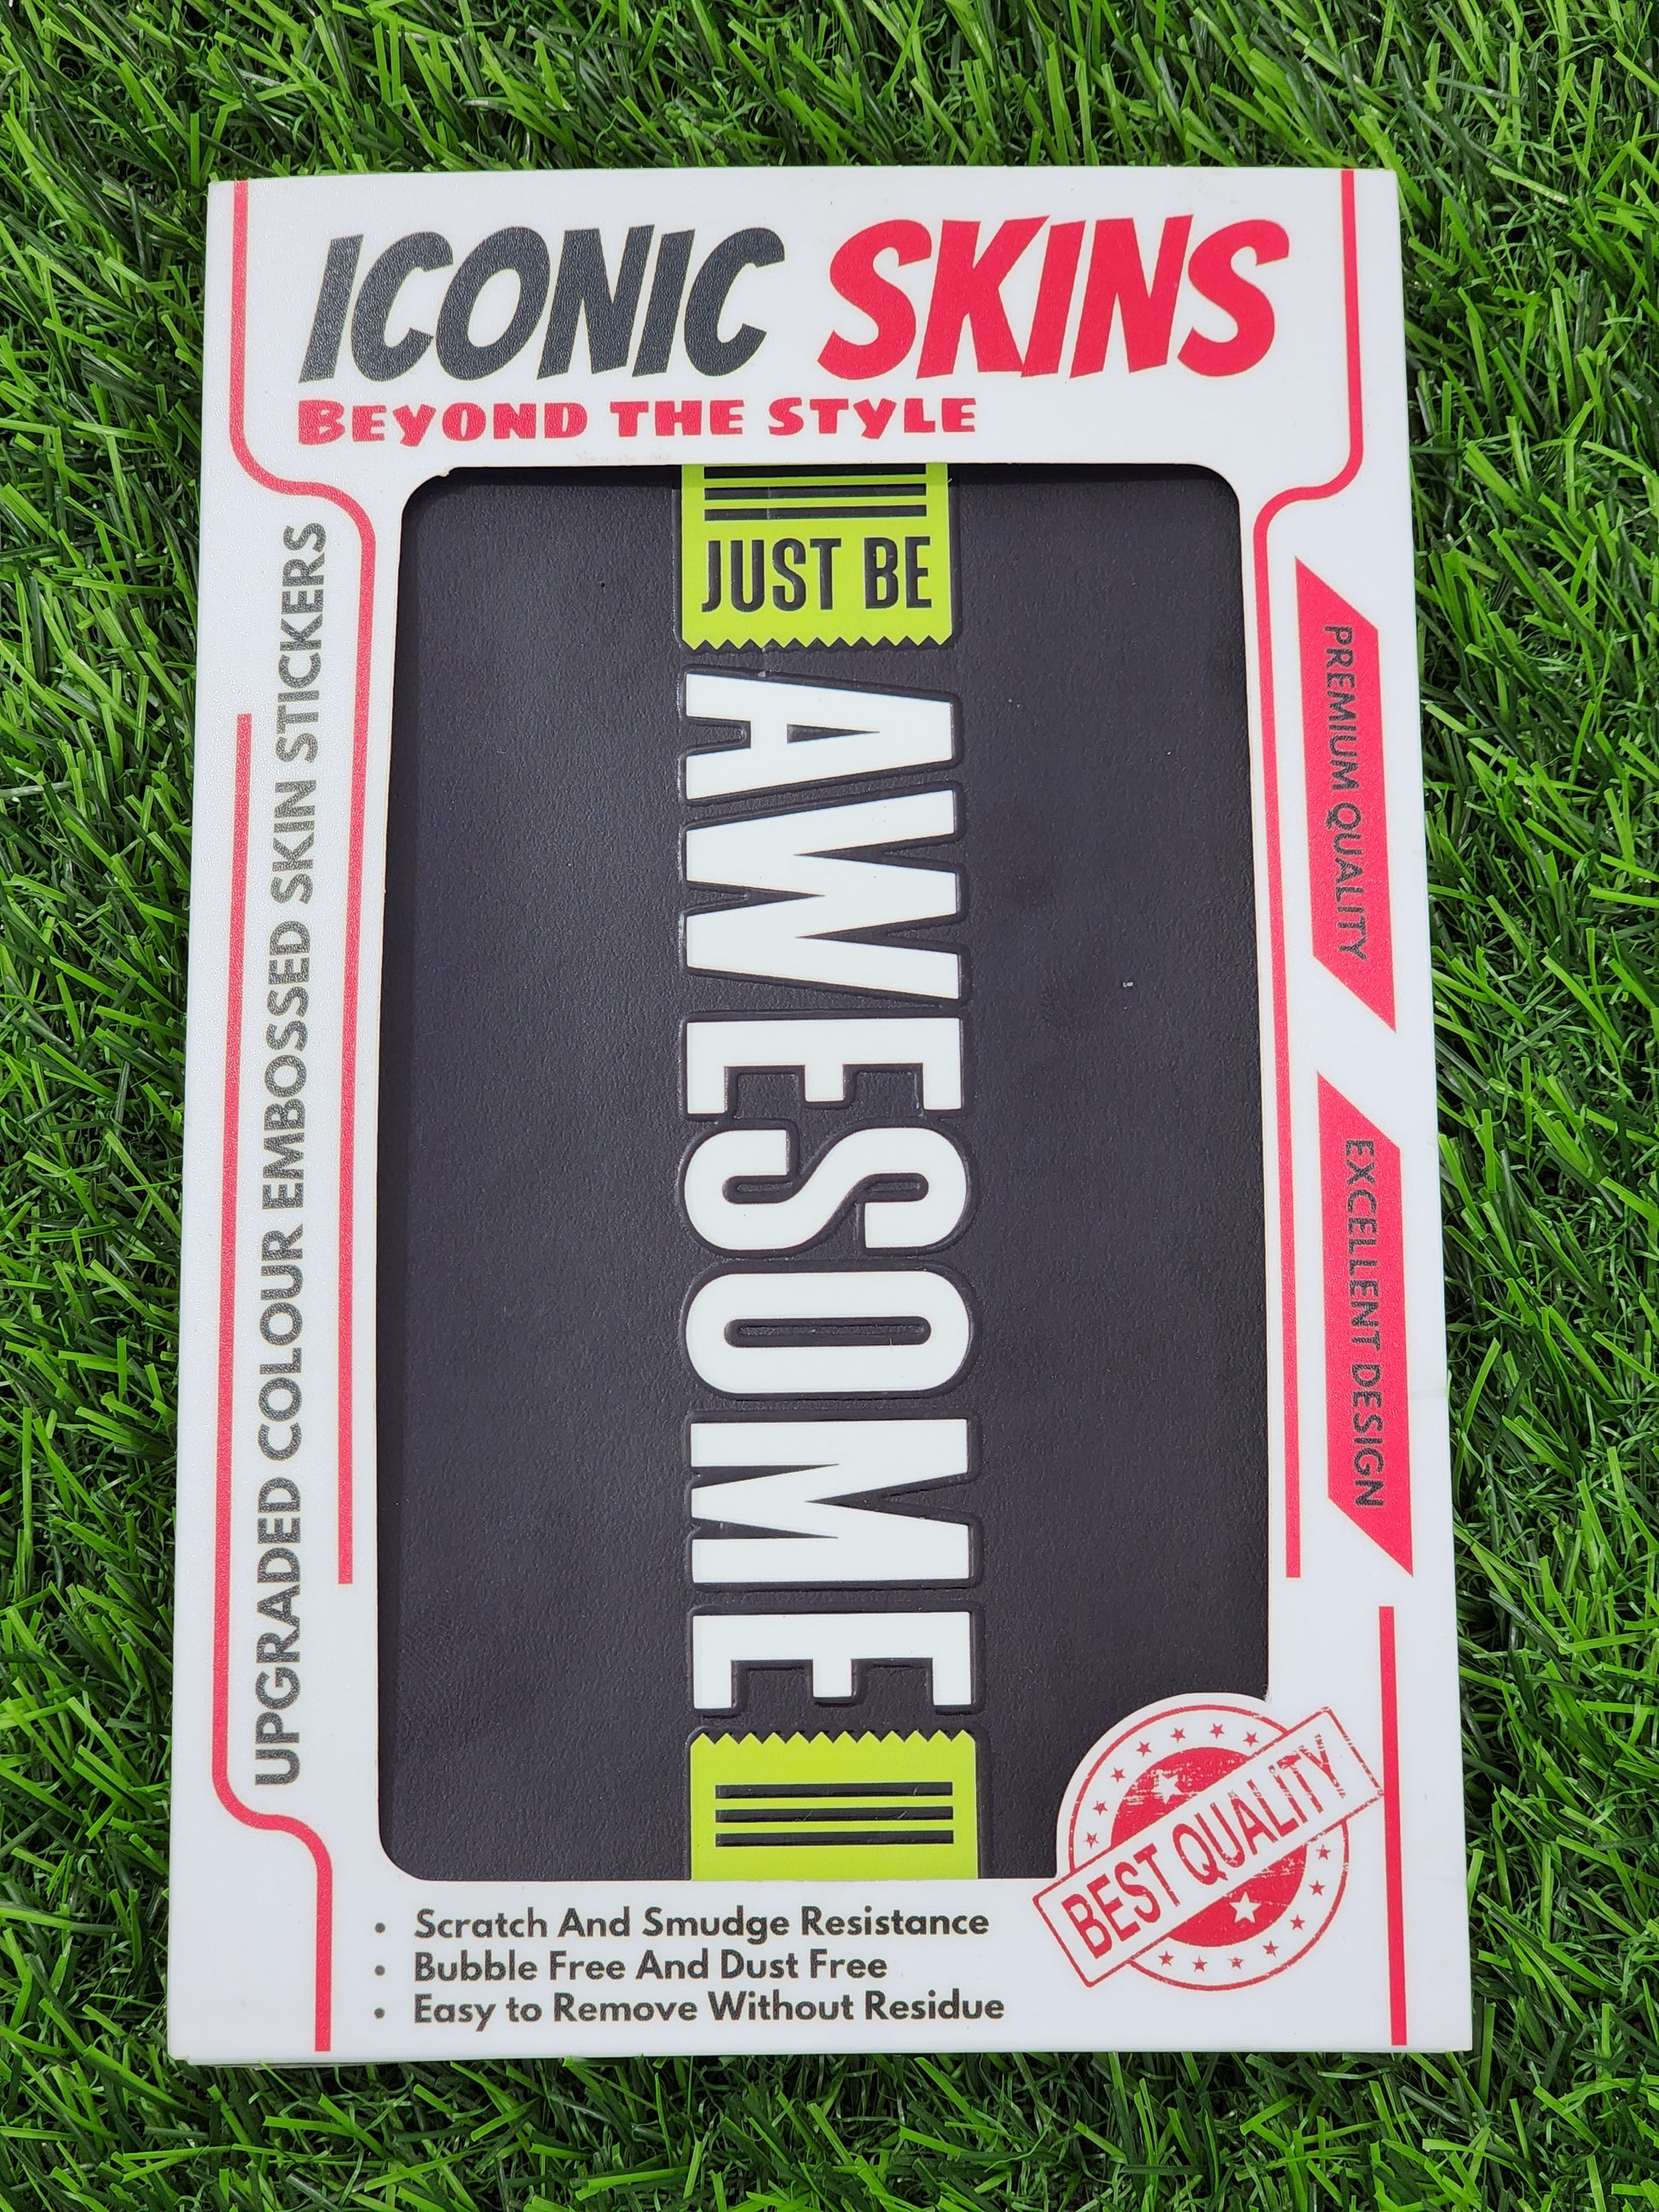 ICONIC SKINS
BEYOND THE STYLE
UPGRADED COLOUR EMBOSSED SKIN STICKERS
JUST BE
AWESOME
PREMIUM QUALITY
EXCELLENT DESIGN
BEST QUALITY
• Scratch And Smudge Resistance
• Bubble Free And Dust Free
• Easy to Remove Without Residue